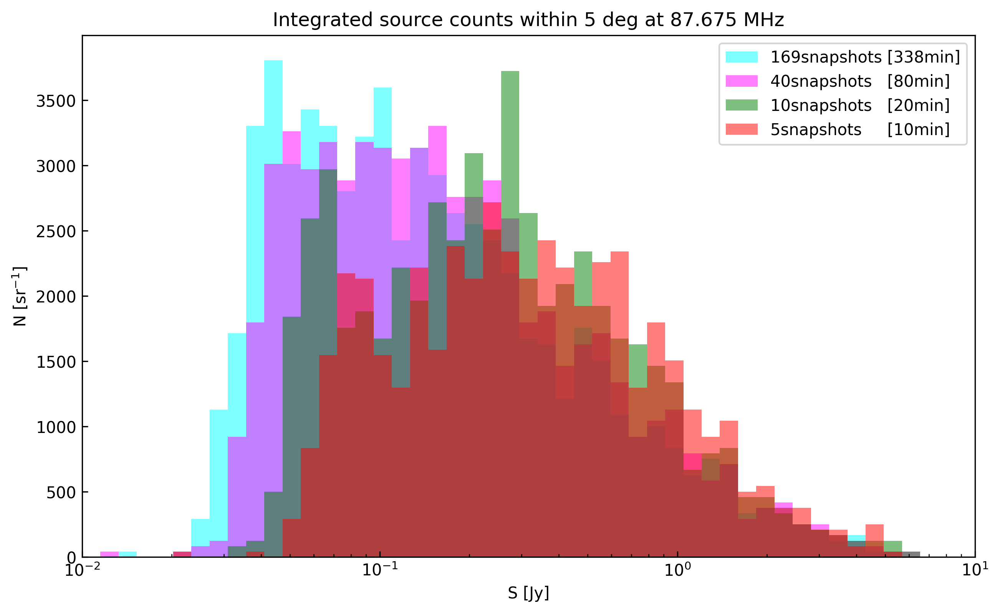 Integrated source counts within 5 deg at 87.675 MHz
169snapshots [338min]
40snapshots [80min]
10snapshots [20min]
5snapshots [10min]
3500
3000
2500
2000
1500
1000
500
0
N [sr⁻¹]
10⁻² 10⁻¹ 10⁰ 10¹
S [Jy]